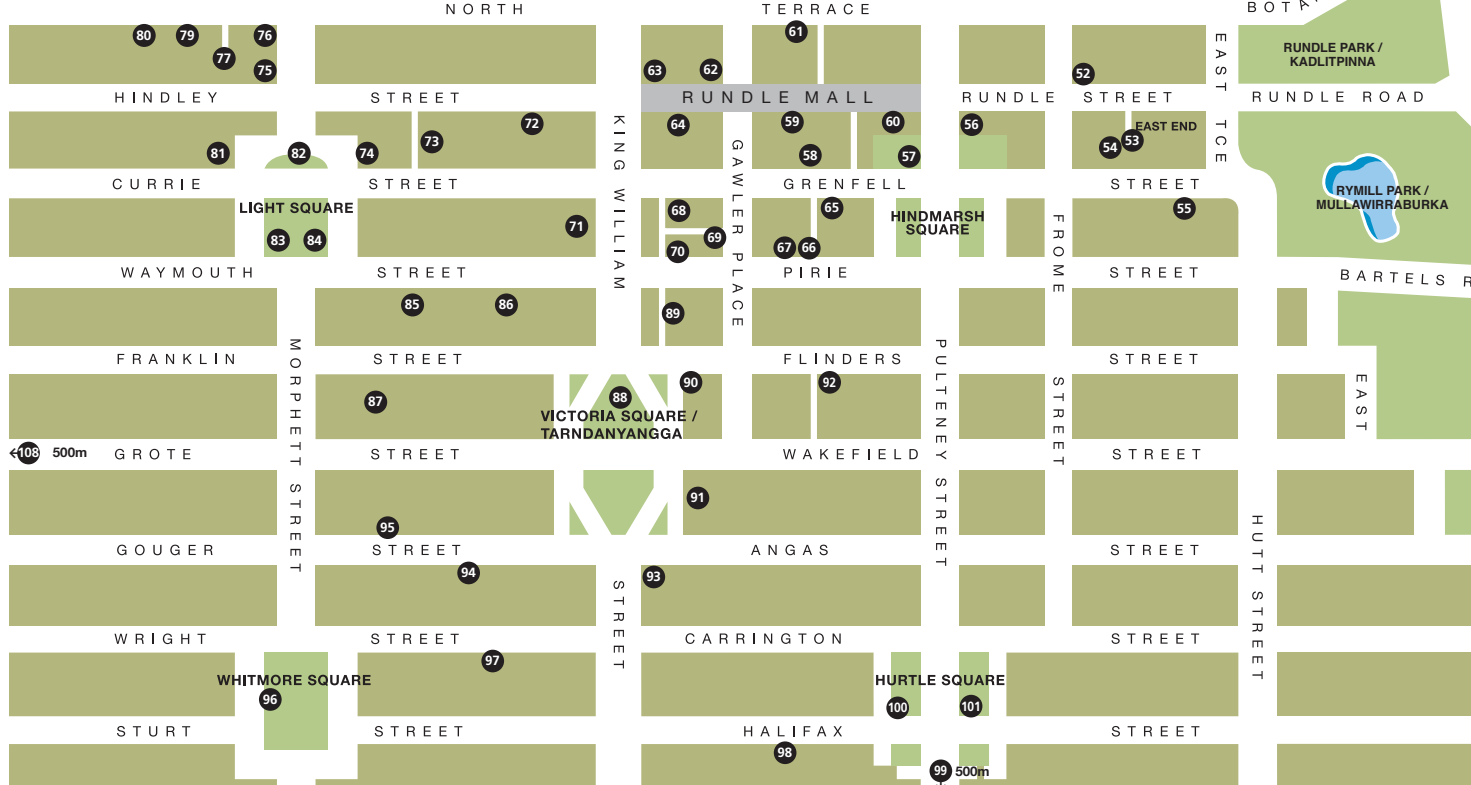 NORTH TERRACE
BOTA
80 79 76
77
75
61
63 62
52
EAST TCE
RUNDLE PARK /
KADLITPINNA
HINDLEY STREET
RUNDLE MALL
RUNDLE STREET
RUNDLE ROAD
81 82 74 73 72
KING WILLIAM STREET
64
GAWLER PLACE
59 60
58 57
56
54 53
EAST END
CURRIE STREET
GRENFELL STREET
RYMILL PARK /
MULLAWIRRABURKA
LIGHT SQUARE
83 84
71
68
69
70
65
67 66
HINDMARSH
SQUARE
55
FROME STREET
WAYMOUTH STREET
PIRIE STREET
BARTELS R
85 86
89
MORPHETT STREET
PULTENEY STREET
FRANKLIN STREET
FLINDERS STREET
EAST
87
88
90
92
VICTORIA SQUARE /
TARNDANYANGGA
108 500m
GROTE STREET
WAKEFIELD STREET
95
91
HUTT STREET
GOUGER STREET
ANGAS STREET
94
93
WRIGHT STREET
CARRINGTON STREET
WHITMORE SQUARE
96
97
HURTLE SQUARE
100 101
STURT STREET
HALIFAX STREET
98
99 500m